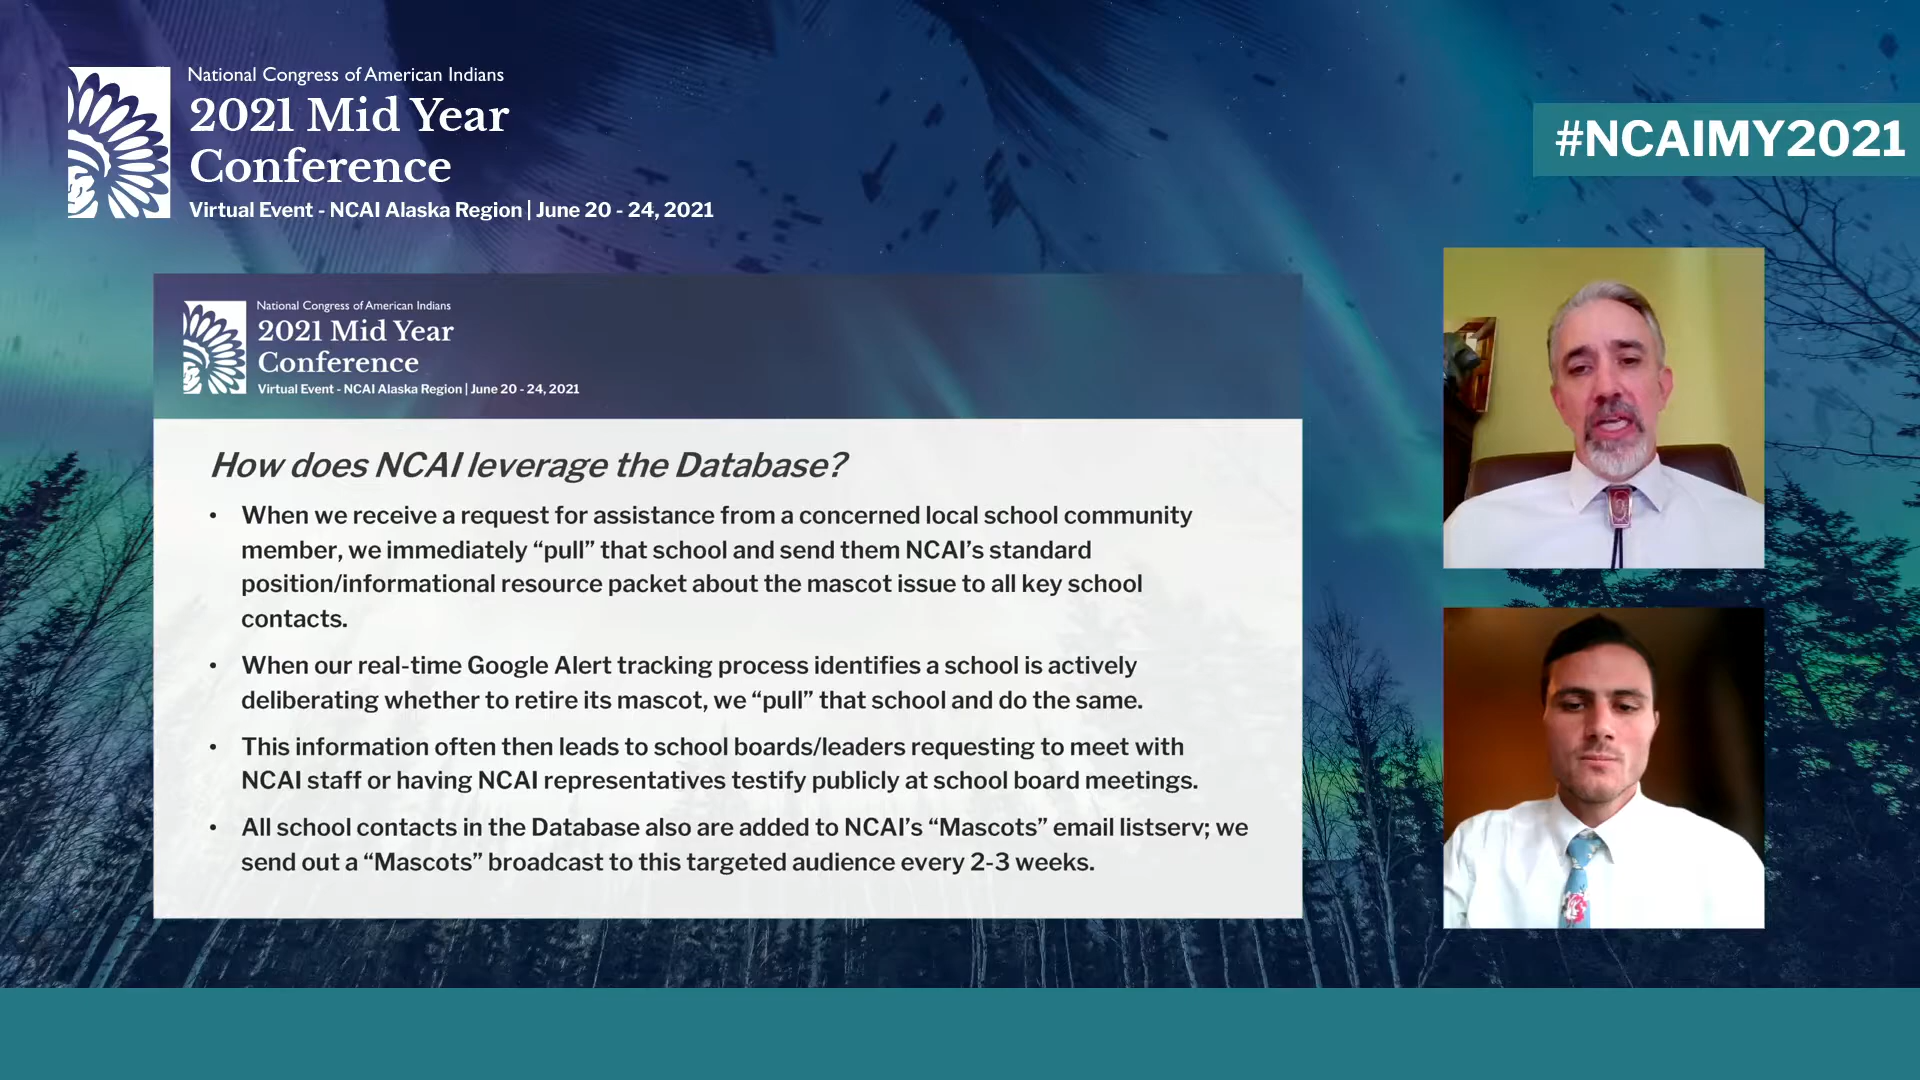 National Congress of American Indians
2021 Mid Year
Conference
Virtual Event - NCAI Alaska Region | June 20 - 24, 2021
#NCAIMY2021
National Congress of American Indians
2021 Mid Year
Conference
Virtual Event - NCAI Alaska Region | June 20 - 24, 2021
How does NCAI leverage the Database?
• When we receive a request for assistance from a concerned local school community
member, we immediately “pull” that school and send them NCAI’s standard
position/informational resource packet about the mascot issue to all key school
contacts.
• When our real-time Google Alert tracking process identifies a school is actively
deliberating whether to retire its mascot, we “pull” that school and do the same.
• This information often then leads to school boards/leaders requesting to meet with
NCAI staff or having NCAI representatives testify publicly at school board meetings.
• All school contacts in the Database also are added to NCAI’s “Mascots” email listserv; we
send out a “Mascots” broadcast to this targeted audience every 2-3 weeks.